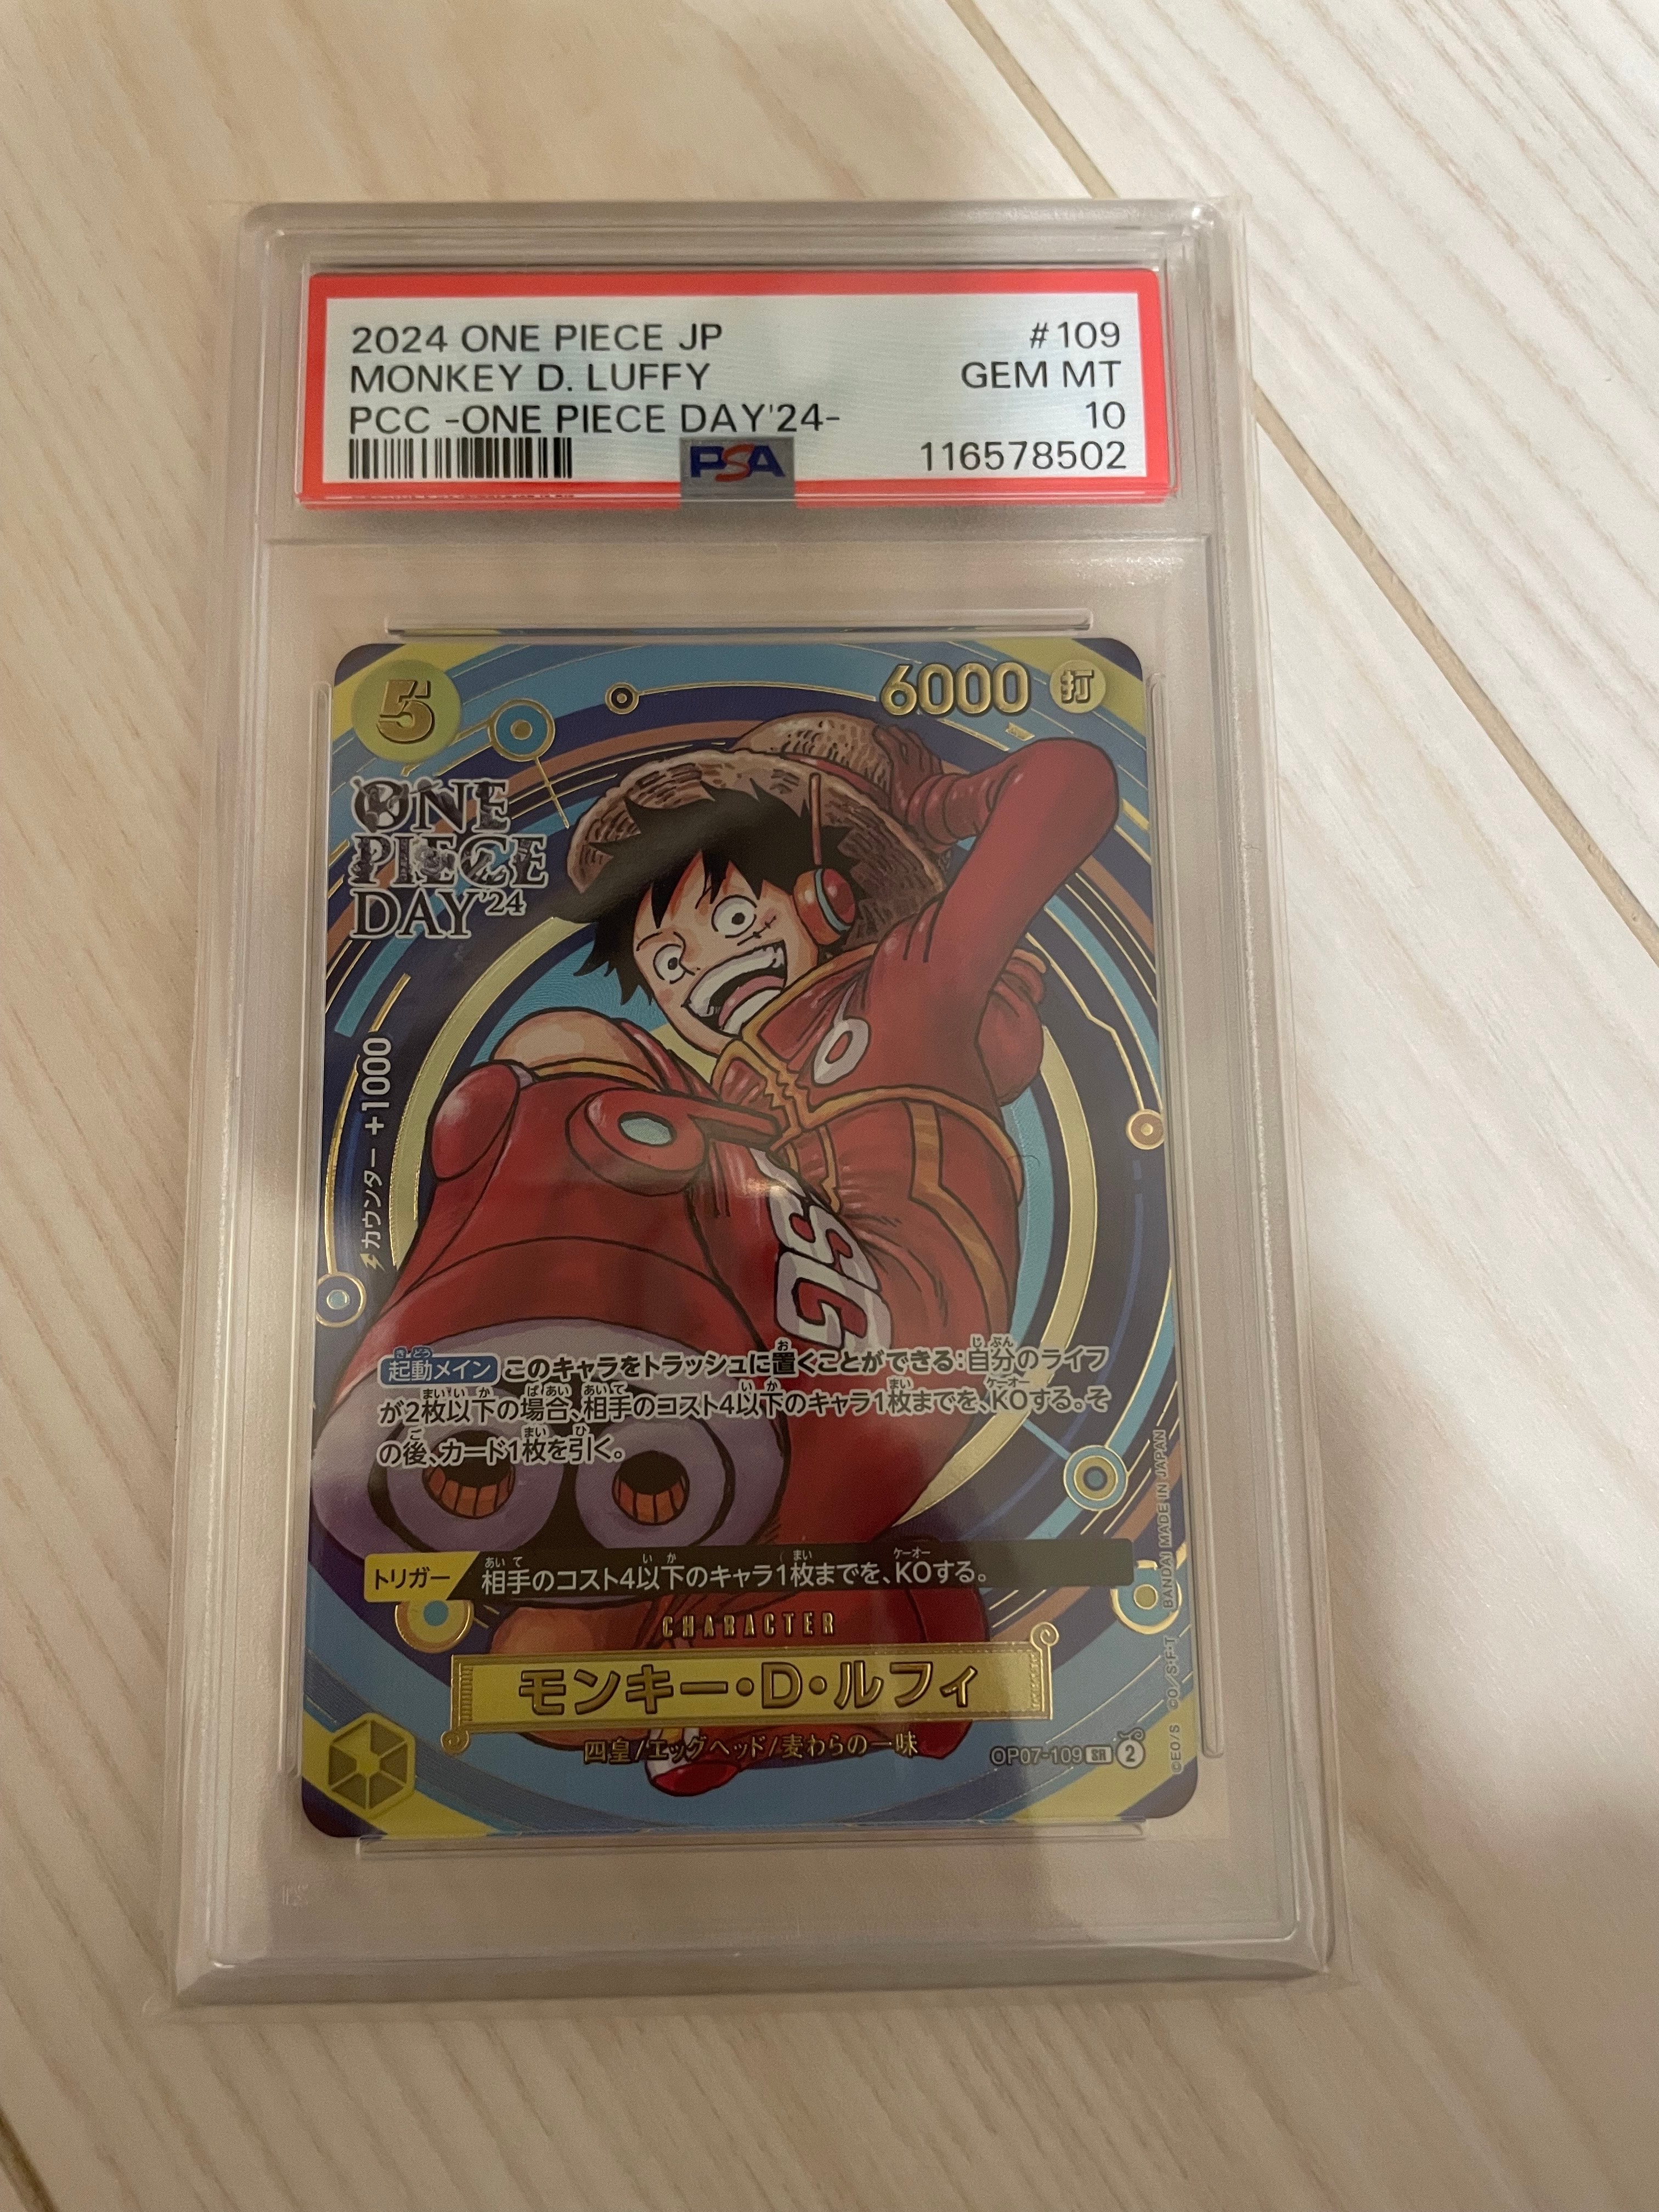 2024 ONE PIECE JP #109
MONKEY D. LUFFY GEM MT
PCC -ONE PIECE DAY'24- 10
PSA 116578502
5 6000 打
ONE
PIECE
DAY'24
カウンター +1000
SG
起動メイン このキャラをトラッシュに置くことができる:自分のライフ
が2枚以下の場合、相手のコスト4以下のキャラ1枚までを、KOする。そ
の後、カード1枚を引く。
トリガー 相手のコスト4以下のキャラ1枚までを、KOする。
CHARACTER
モンキー・D・ルフィ
四皇/エッグヘッド/麦わらの一味 OP07-109 SR 2
©EO/S CO/S・F・T BANDAI MADE IN JAPAN